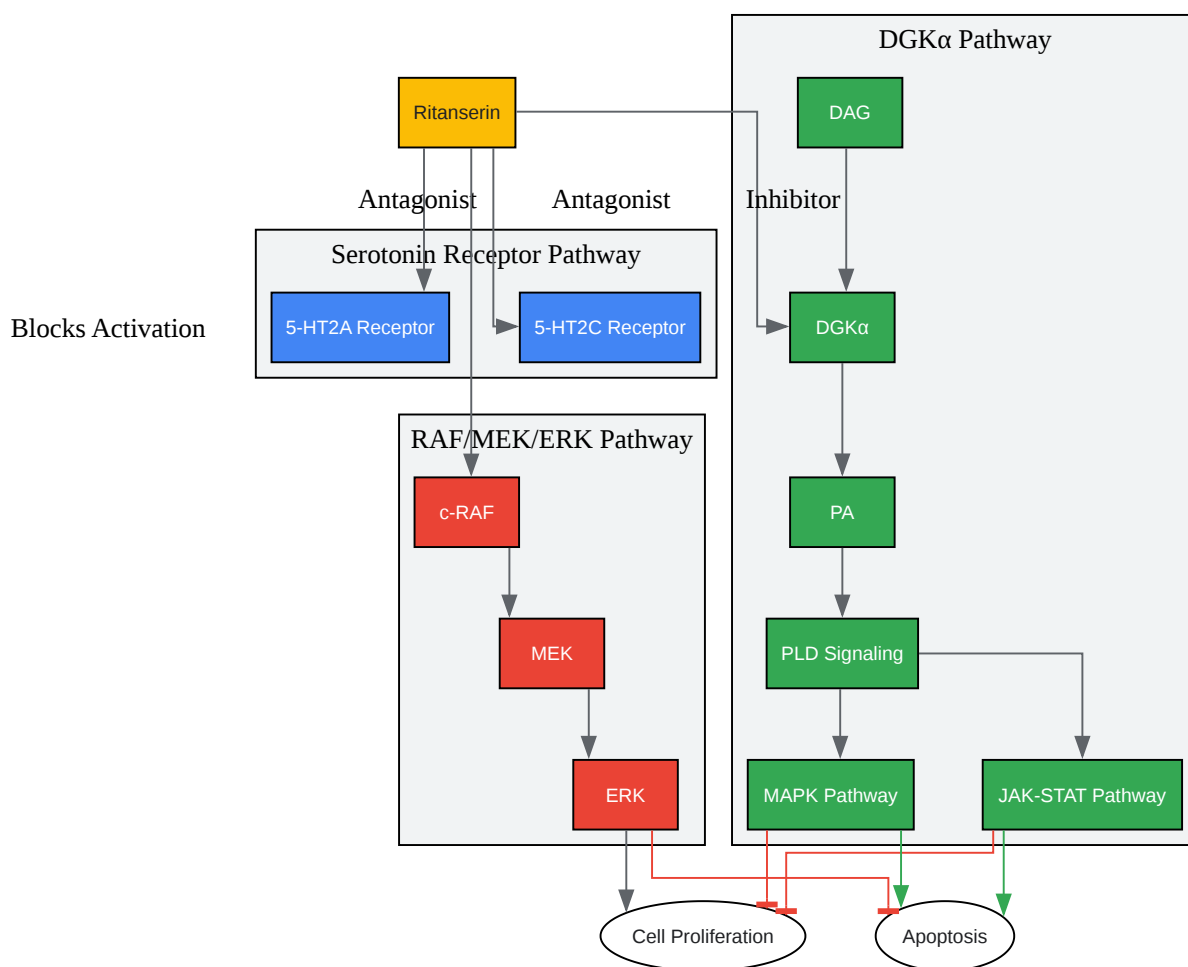 DGKα Pathway
Ritanserin
DAG
Antagonist
Antagonist
Inhibitor
Serotonin Receptor Pathway
Blocks Activation
5-HT2A Receptor
5-HT2C Receptor
DGKα
RAF/MEK/ERK Pathway
c-RAF
PA
MEK
PLD Signaling
ERK
MAPK Pathway
JAK-STAT Pathway
Cell Proliferation
Apoptosis